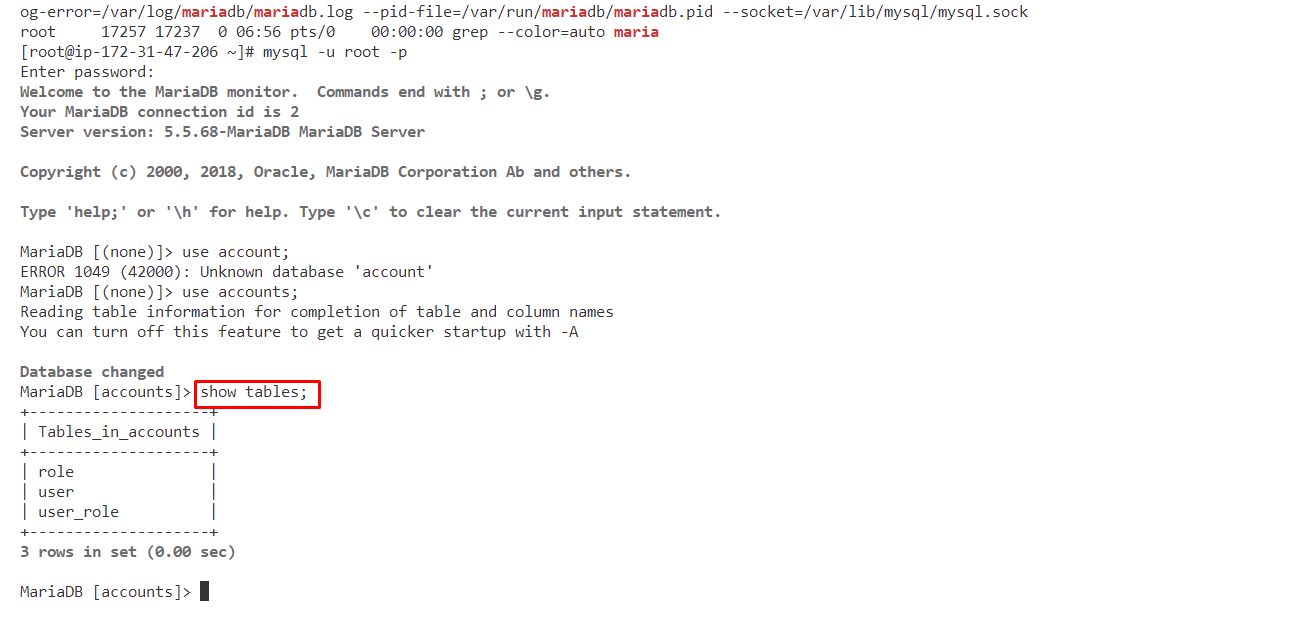 og-error=/var/log/mariadb/mariadb.log --pid-file=/var/run/mariadb/mariadb.pid --socket=/var/lib/mysql/mysql.sock
root     17257 17237  0 06:56 pts/0    00:00:00 grep --color=auto maria
[root@ip-172-31-47-206 ~]# mysql -u root -p
Enter password:
Welcome to the MariaDB monitor.  Commands end with ; or \g.
Your MariaDB connection id is 2
Server version: 5.5.68-MariaDB MariaDB Server
Copyright (c) 2000, 2018, Oracle, MariaDB Corporation Ab and others.
Type 'help;' or '\h' for help. Type '\c' to clear the current input statement.
MariaDB [(none)]> use account;
ERROR 1049 (42000): Unknown database 'account'
MariaDB [(none)]> use accounts;
Reading table information for completion of table and column names
You can turn off this feature to get a quicker startup with -A
Database changed
MariaDB [accounts]> show tables;
+--------------------+
| Tables_in_accounts |
+--------------------+
| role               |
| user               |
| user_role          |
+--------------------+
3 rows in set (0.00 sec)
MariaDB [accounts]>